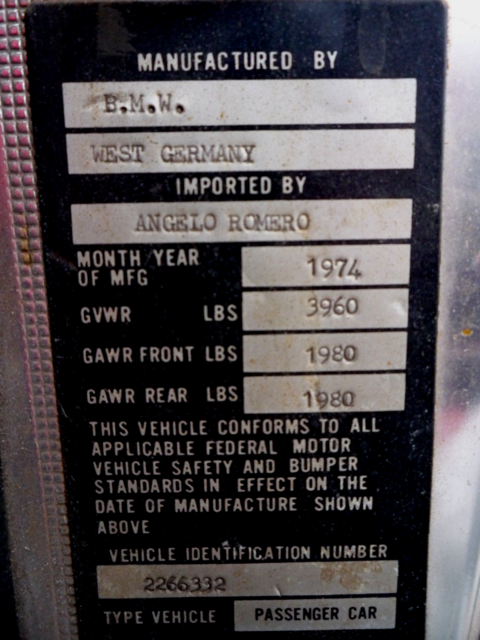 MANUFACTURED BY
B.M.W.
WEST GERMANY
IMPORTED BY
ANGELO ROMERO
MONTH/YEAR
OF MFG 1974
GVWR LBS 3960
GAWR FRONT LBS 1980
GAWR REAR LBS 1980
THIS VEHICLE CONFORMS TO ALL
APPLICABLE FEDERAL MOTOR
VEHICLE SAFETY AND BUMPER
STANDARDS IN EFFECT ON THE
DATE OF MANUFACTURE SHOWN
ABOVE
VEHICLE IDENTIFICATION NUMBER
2266332
TYPE VEHICLE PASSENGER CAR